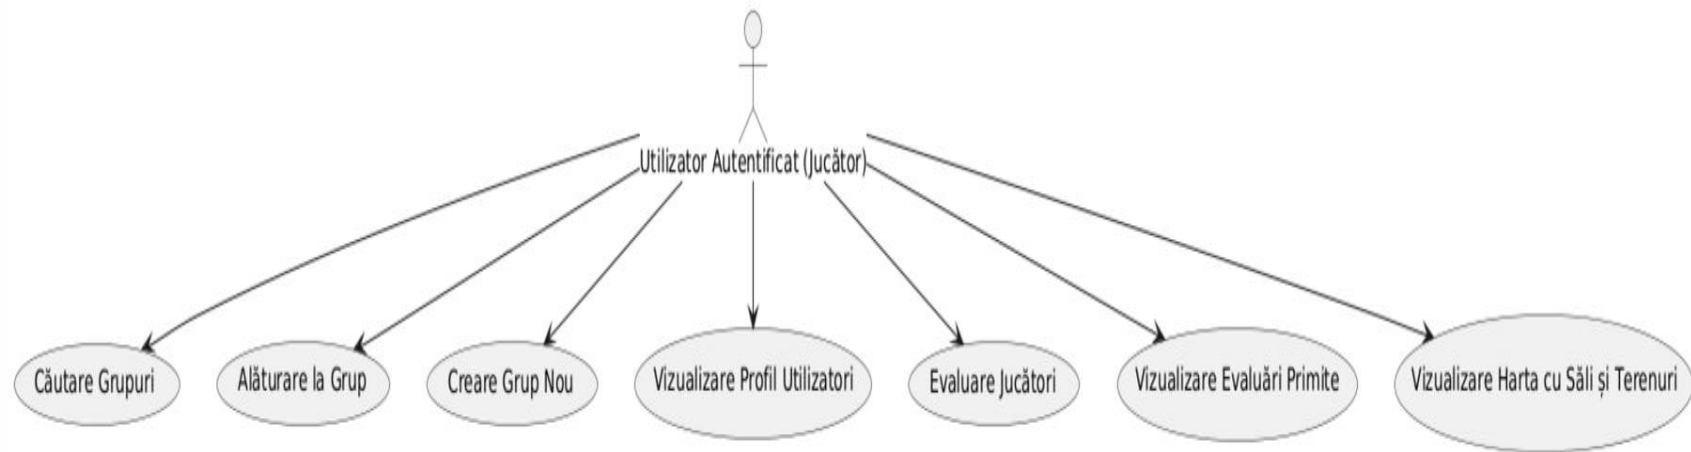 Utilizator Autentificat (Jucător)
Căutare Grupuri
Alăturare la Grup
Creare Grup Nou
Vizualizare Profil Utilizatori
Evaluare Jucători
Vizualizare Evaluări Primite
Vizualizare Harta cu Săli și Terenuri